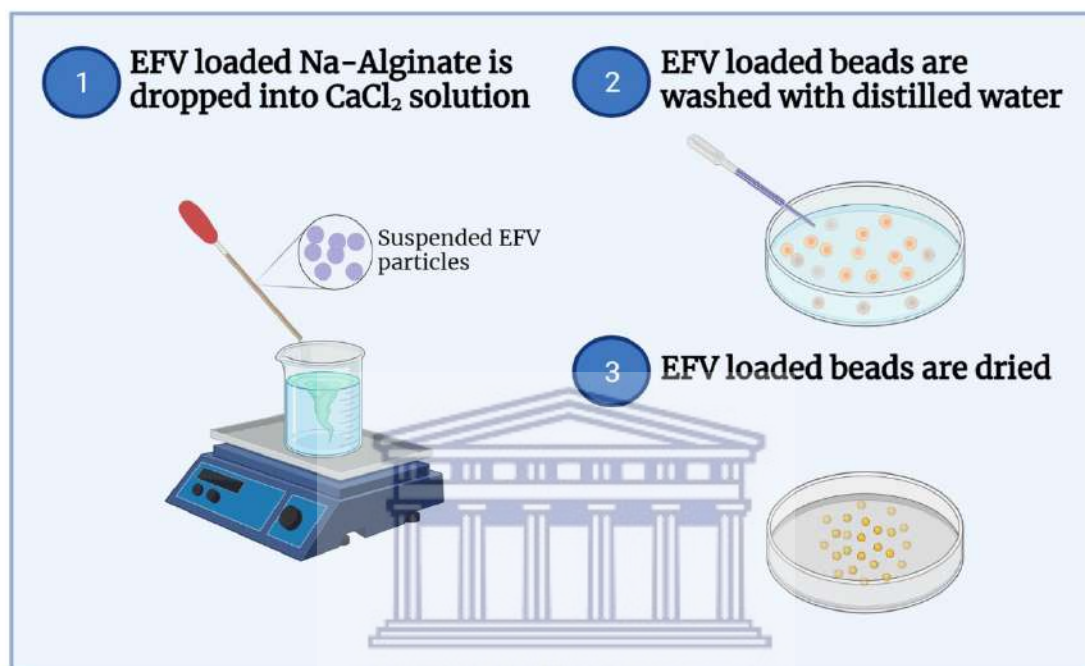 1
EFV loaded Na-Alginate is
dropped into CaCl₂ solution
Suspended EFV
particles
2
EFV loaded beads are
washed with distilled water
3
EFV loaded beads are dried